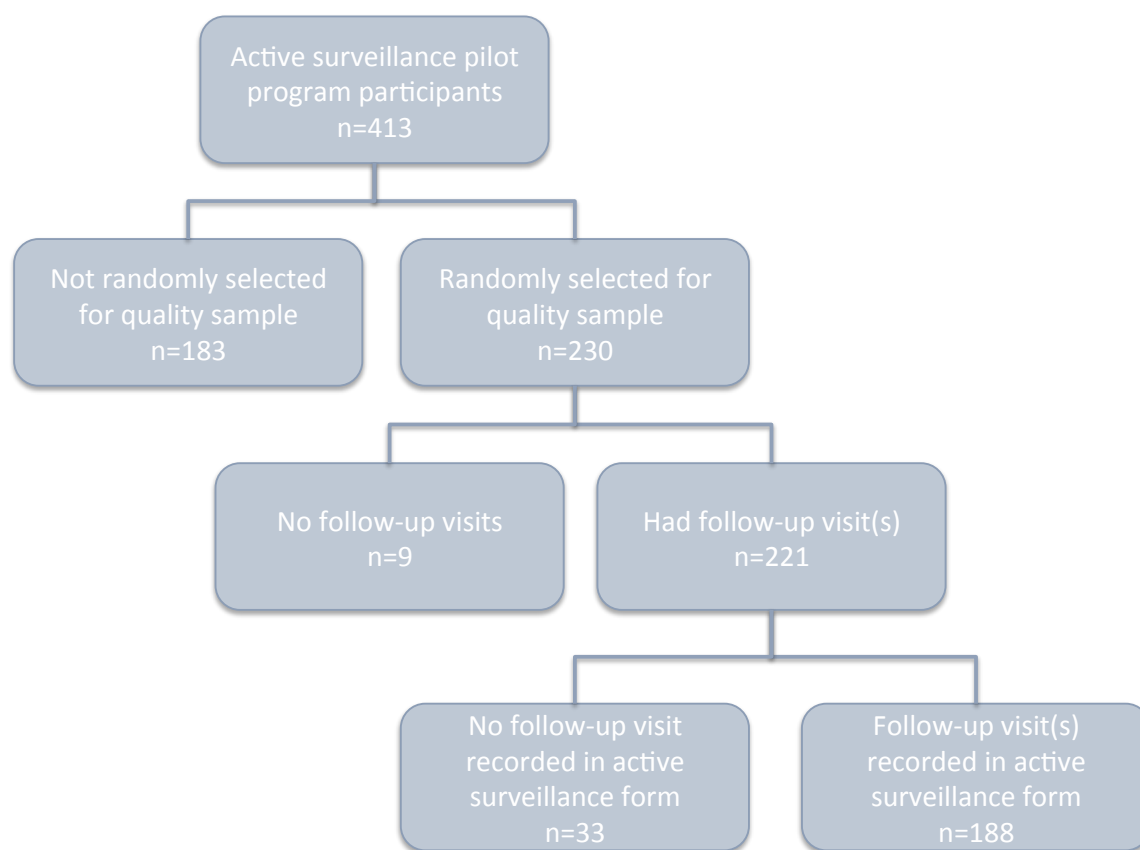 Active surveillance pilot
program participants
n=413
Not randomly selected
for quality sample
n=183
Randomly selected for
quality sample
n=230
No follow-up visits
n=9
Had follow-up visit(s)
n=221
No follow-up visit
recorded in active
surveillance form
n=33
Follow-up visit(s)
recorded in active
surveillance form
n=188